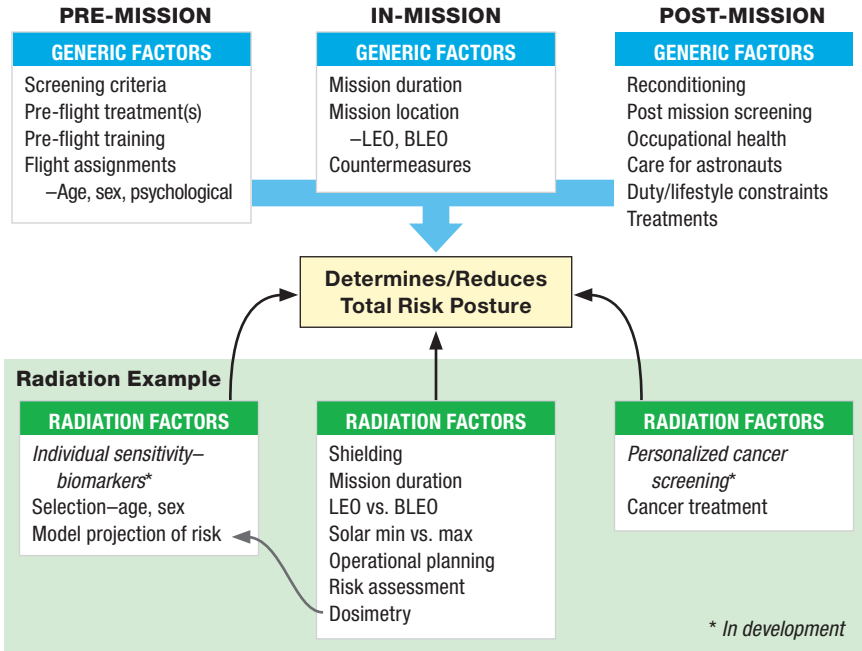 PRE-MISSION
GENERIC FACTORS
Screening criteria
Pre-flight treatment(s)
Pre-flight training
Flight assignments
–Age, sex, psychological
IN-MISSION
GENERIC FACTORS
Mission duration
Mission location
–LEO, BLEO
Countermeasures
POST-MISSION
GENERIC FACTORS
Reconditioning
Post mission screening
Occupational health
Care for astronauts
Duty/lifestyle constraints
Treatments
Determines/Reduces
Total Risk Posture
Radiation Example
RADIATION FACTORS
Individual sensitivity–
biomarkers*
Selection–age, sex
Model projection of risk
RADIATION FACTORS
Shielding
Mission duration
LEO vs. BLEO
Solar min vs. max
Operational planning
Risk assessment
Dosimetry
RADIATION FACTORS
Personalized cancer
screening*
Cancer treatment
* In development